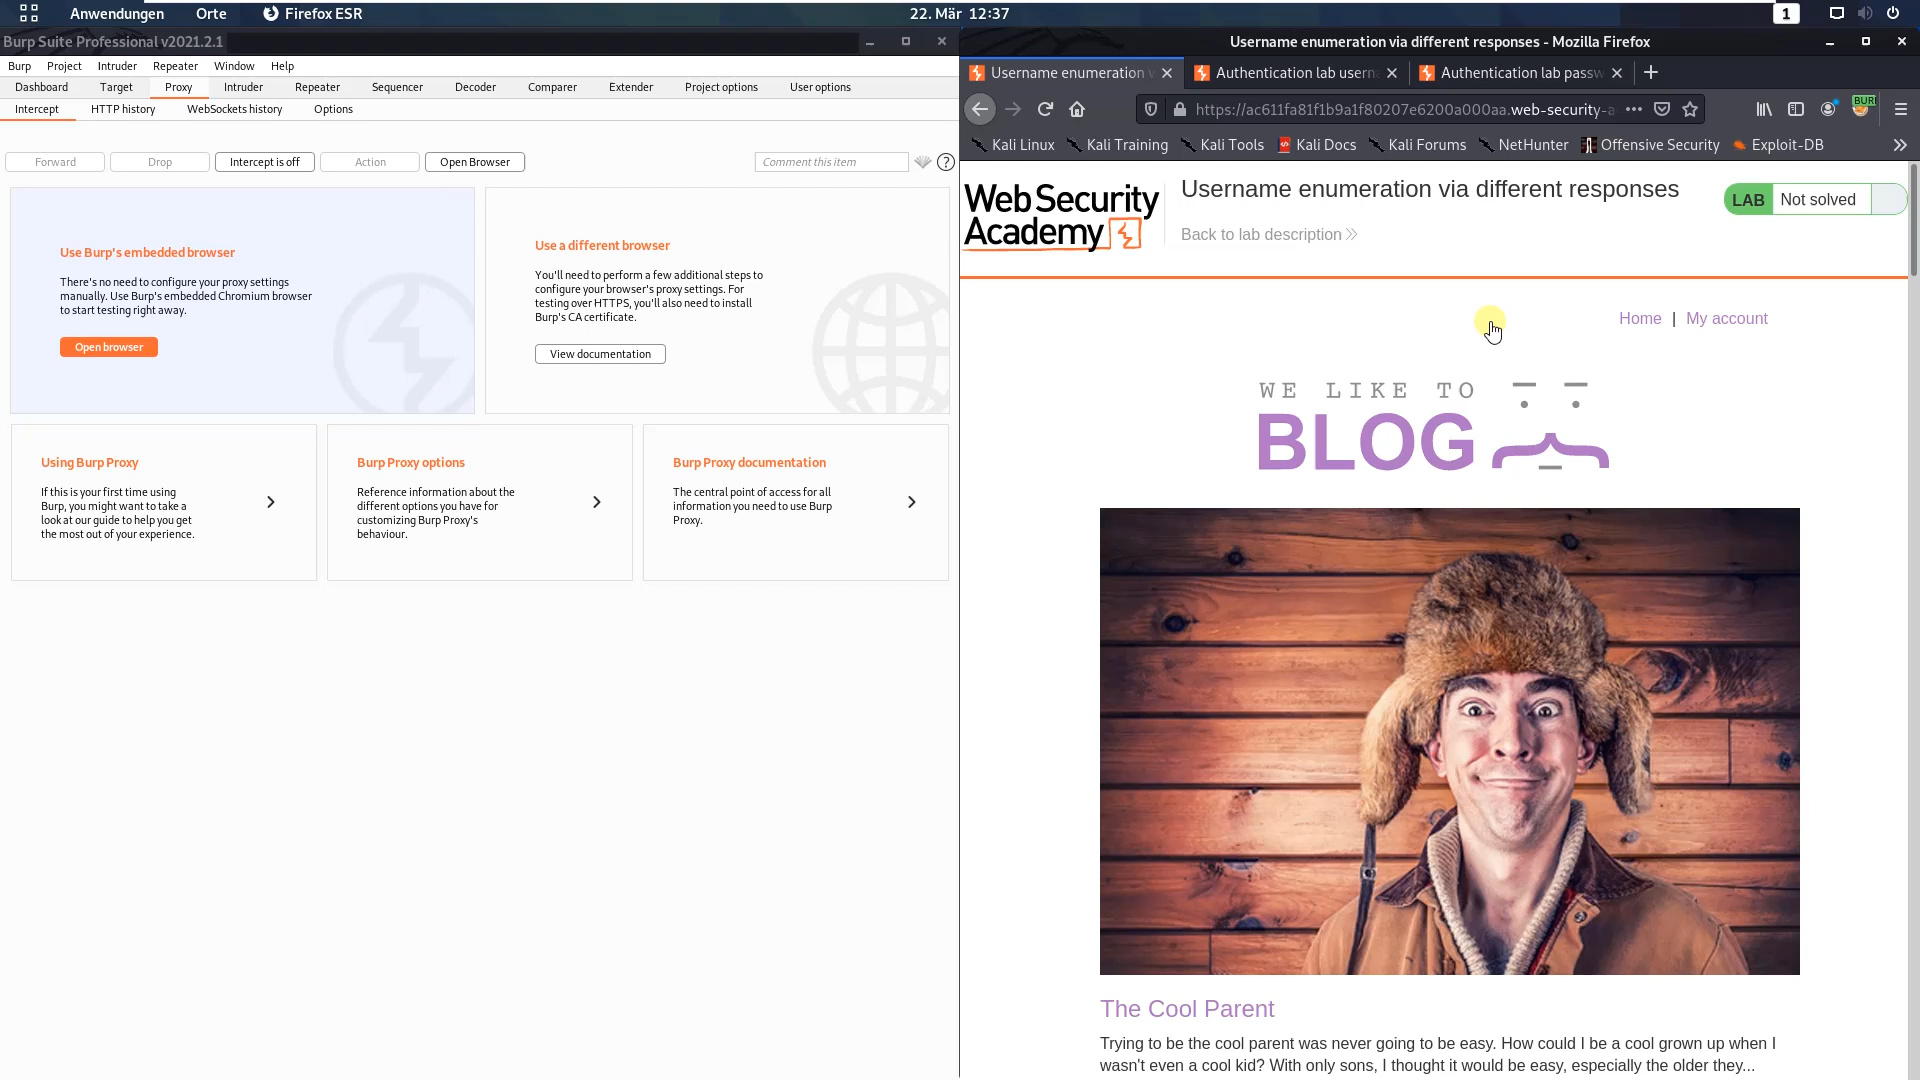 Anwendungen Orte Firefox ESR 22. Mär 12:37 1
Burp Suite Professional v2021.2.1
Burp Project Intruder Repeater Window Help
Dashboard Target Proxy Intruder Repeater Sequencer Decoder Comparer Extender Project options User options
Intercept HTTP history WebSockets history Options
Forward Drop Intercept is off Action Open Browser Comment this item ?
Use Burp's embedded browser
There's no need to configure your proxy settings
manually. Use Burp's embedded Chromium browser
to start testing right away.
Open browser
Use a different browser
You'll need to perform a few additional steps to
configure your browser's proxy settings. For
testing over HTTPS, you'll also need to install
Burp's CA certificate.
View documentation
Using Burp Proxy
If this is your first time using
Burp, you might want to take a
look at our guide to help you get
the most out of your experience.
Burp Proxy options
Reference information about the
different options you have for
customizing Burp Proxy's
behaviour.
Burp Proxy documentation
The central point of access for all
information you need to use Burp
Proxy.
Username enumeration via different responses - Mozilla Firefox
Username enumeration Authentication lab usern Authentication lab passw
https://ac611fa81f1b9a1f80207e6200a000aa.web-security-a
BUR
Kali Linux Kali Training Kali Tools Kali Docs Kali Forums NetHunter Offensive Security Exploit-DB
Web Security
Academy
Username enumeration via different responses
Back to lab description
LAB Not solved
Home | My account
WE LIKE TO
BLOG
The Cool Parent
Trying to be the cool parent was never going to be easy. How could I be a cool grown up when I
wasn't even a cool kid? With only sons, I thought it would be easy, especially the older they...